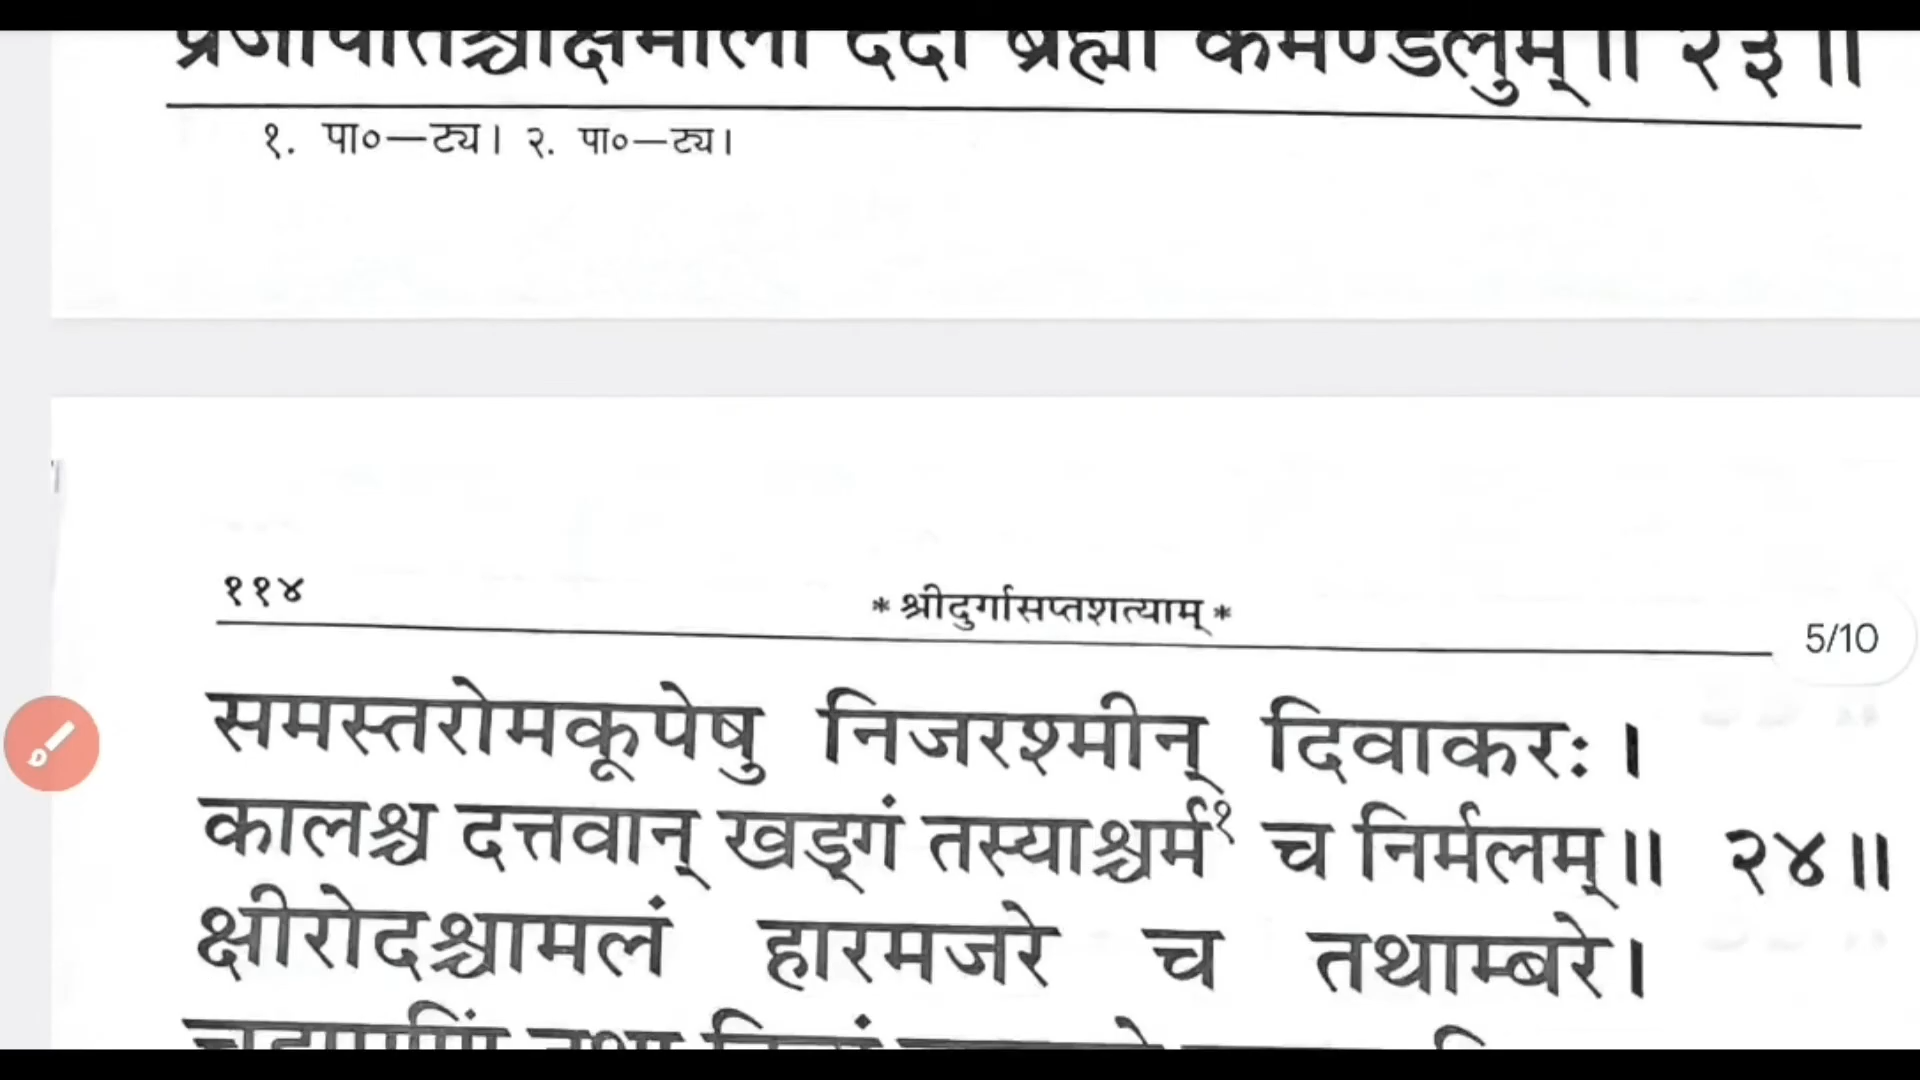 प्रजापतिश्चाक्षमालां ददौ ब्रह्मा कमण्डलुम्॥ २३॥
१. पा०—ट्य। २. पा०—ट्य।
११४
* श्रीदुर्गासप्तशत्याम् *
5/10
समस्तरोमकूपेषु निजरश्मीन् दिवाकरः।
कालश्च दत्तवान् खड्गं तस्याश्चर्म१ च निर्मलम्॥ २४॥
क्षीरोदश्चामलं हारमजरे च तथाम्बरे।